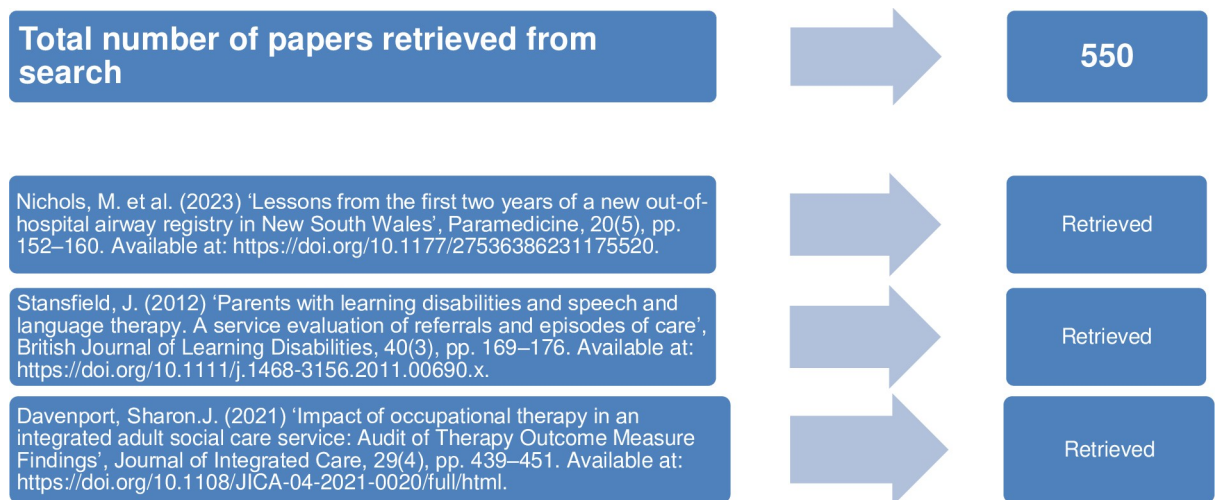 Total number of papers retrieved from
search
550
Nichols, M. et al. (2023) ‘Lessons from the first two years of a new out-of-
hospital airway registry in New South Wales’, Paramedicine, 20(5), pp.
152–160. Available at: https://doi.org/10.1177/27536386231175520.
Retrieved
Stansfield, J. (2012) ‘Parents with learning disabilities and speech and
language therapy. A service evaluation of referrals and episodes of care’,
British Journal of Learning Disabilities, 40(3), pp. 169–176. Available at:
https://doi.org/10.1111/j.1468-3156.2011.00690.x.
Retrieved
Davenport, Sharon.J. (2021) ‘Impact of occupational therapy in an
integrated adult social care service: Audit of Therapy Outcome Measure
Findings’, Journal of Integrated Care, 29(4), pp. 439–451. Available at:
https://doi.org/10.1108/JICA-04-2021-0020/full/html.
Retrieved